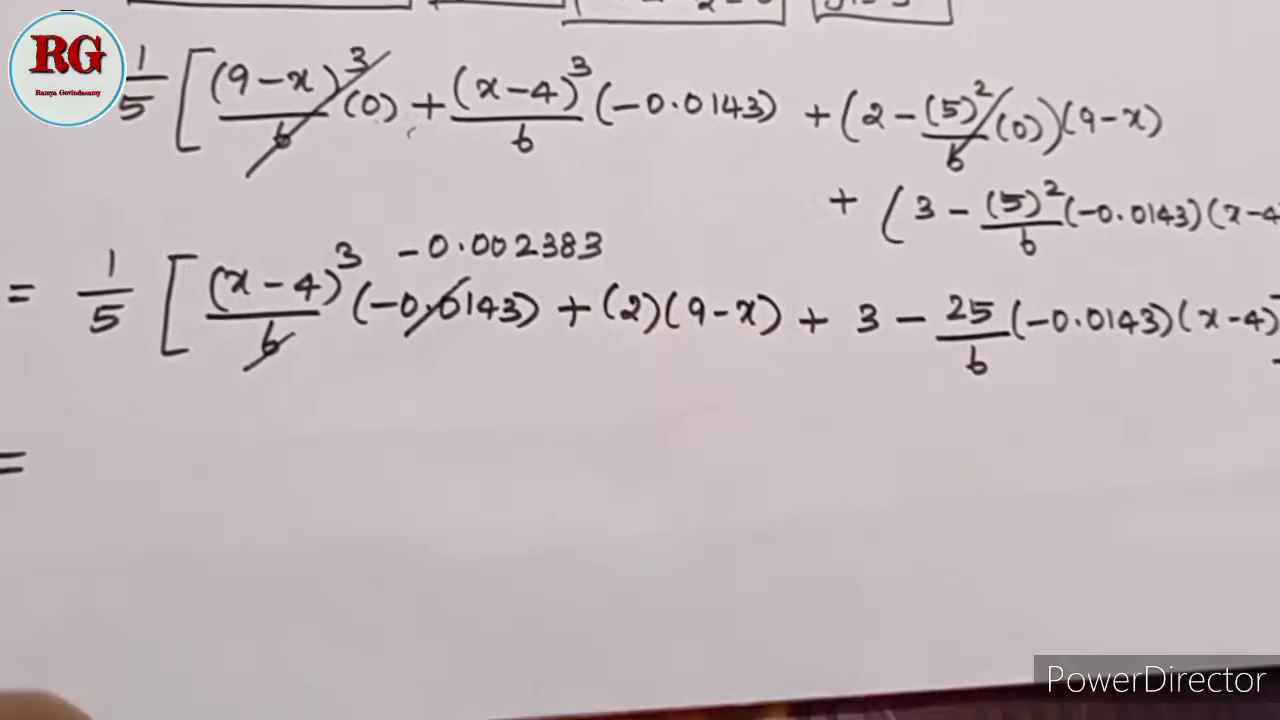 RG
Ramya Govindasamy
1/5 [ (9-x)^3/6 (0) + (x-4)^3/6 (-0.0143) + (2 - (5)^2/6 (0)) (9-x)
+ (3 - (5)^2/6 (-0.0143) (x-4
-0.002383
= 1/5 [ (x-4)^3/6 (-0.0143) + (2)(9-x) + 3 - 25/6 (-0.0143) (x-4)
=
PowerDirector